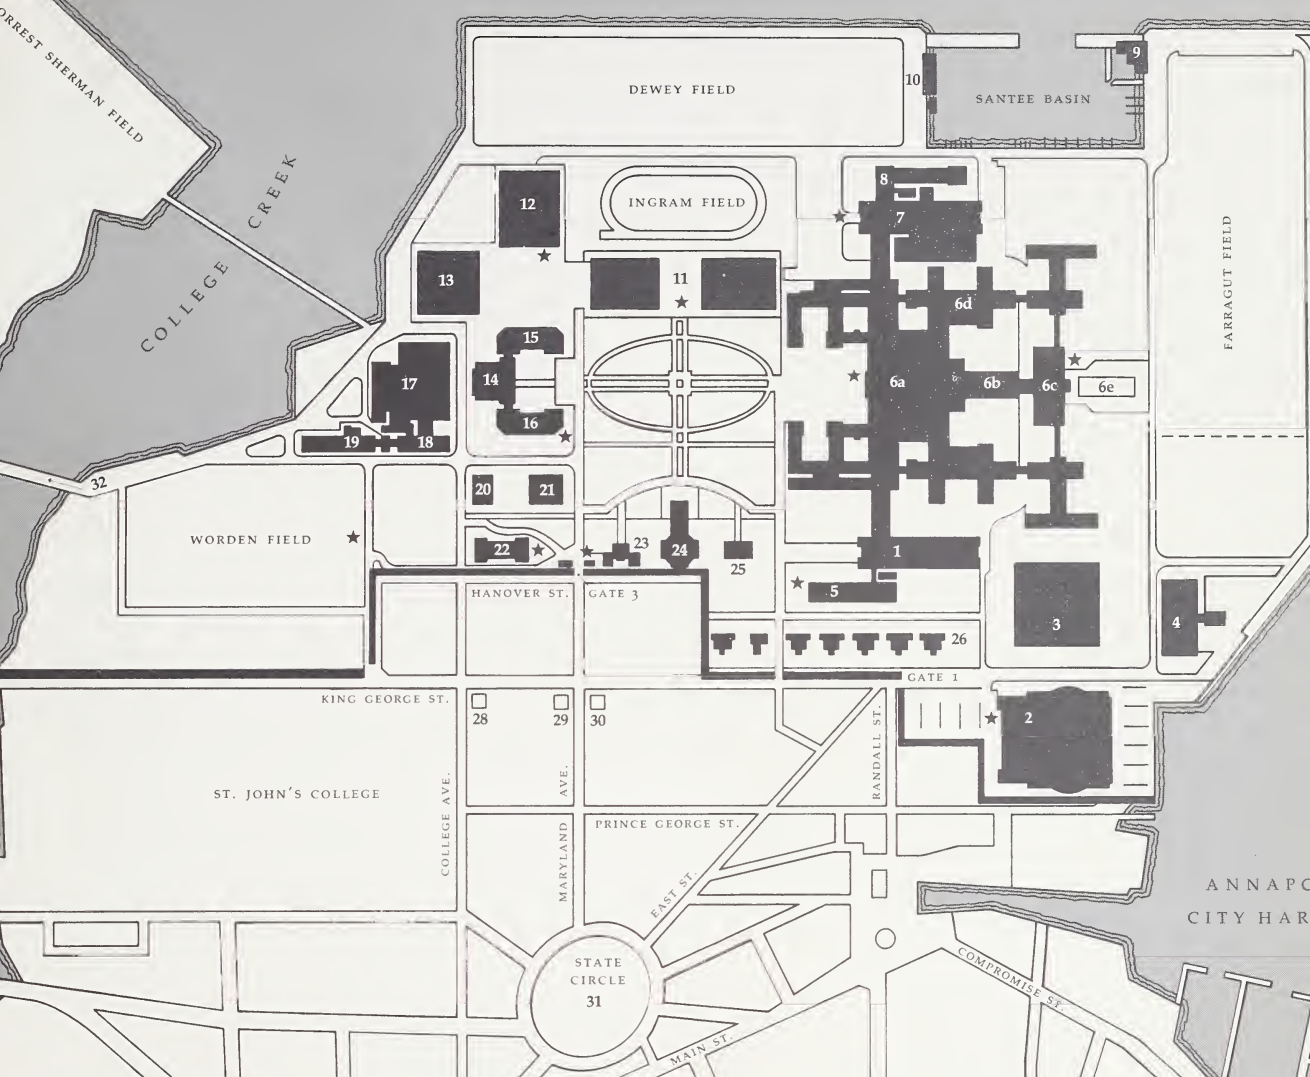 ORREST SHERMAN FIELD
DEWEY FIELD
10
9
SANTEE BASIN
COLLEGE CREEK
12
INGRAM FIELD
8
7
FARRAGUT FIELD
13
11
6d
15
14
16
17
6a
6b
6c
6e
19
18
32
20
21
WORDEN FIELD
22
23
24
25
1
HANOVER ST.
GATE 3
5
3
4
26
GATE 1
KING GEORGE ST.
28
29
30
2
RANDALL ST.
ST. JOHN'S COLLEGE
COLLEGE AVE.
MARYLAND AVE.
PRINCE GEORGE ST.
EAST ST.
ANNAPO
CITY HAR
STATE
CIRCLE
31
COMPROMISE ST.
MAIN ST.